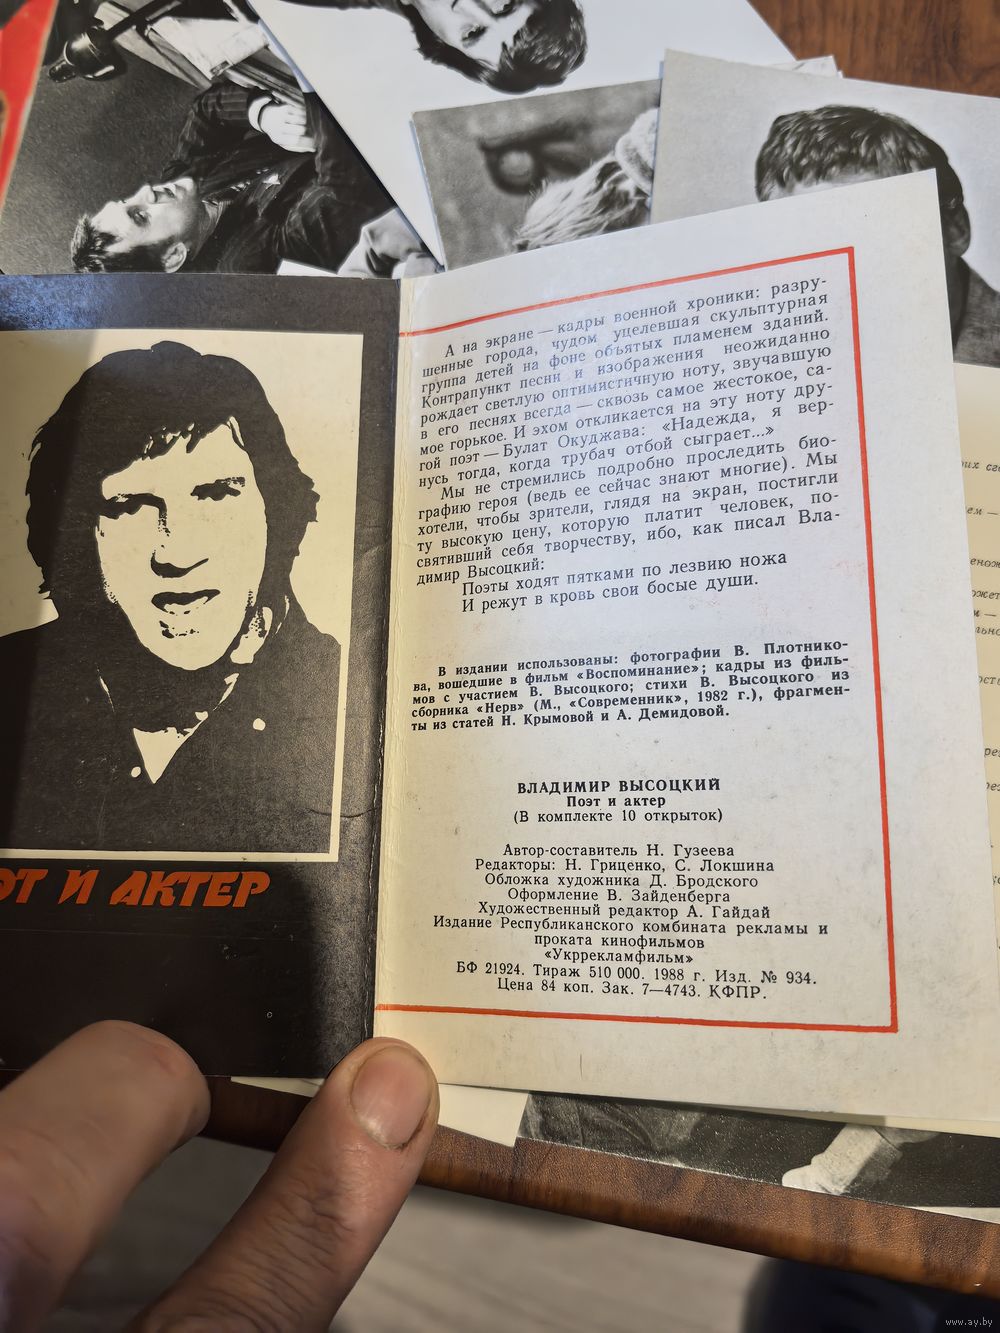 А на экране — кадры военной хроники: разру-
шенные города, чудом уцелевшая скульптурная
группа детей на фоне объятых пламенем зданий.
Контрапункт песни и изображения неожиданно
рождает светлую оптимистичную ноту, звучавшую
в его песнях всегда — сквозь самое жестокое, са-
мое горькое. И эхом откликается на эту ноту дру-
гой поэт — Булат Окуджава: «Надежда, я вер-
нусь тогда, когда трубач отбой сыграет...»
Мы не стремились подробно проследить био-
графию героя (ведь ее сейчас знают многие). Мы
хотели, чтобы зрители, глядя на экран, постигли
ту высокую цену, которую платит человек, по-
святивший себя творчеству, ибо, как писал Вла-
димир Высоцкий:
Поэты ходят пятками по лезвию ножа
И режут в кровь свои босые души.
В издании использованы: фотографии В. Плотнико-
ва, вошедшие в фильм «Воспоминание»; кадры из филь-
мов с участием В. Высоцкого; стихи В. Высоцкого из
сборника «Нерв» (М., «Современник», 1982 г.), фрагмен-
ты из статей Н. Крымовой и А. Демидовой.
ВЛАДИМИР ВЫСОЦКИЙ
Поэт и актер
(В комплекте 10 открыток)
Автор-составитель Н. Гузеева
Редакторы: Н. Гриценко, С. Локшина
Обложка художника Д. Бродского
Оформление В. Зайденберга
Художественный редактор А. Гайдай
Издание Республиканского комбината рекламы и
проката кинофильмов
«Укррекламфильм»
БФ 21924. Тираж 510 000. 1988 г. Изд. № 934.
Цена 84 коп. Зак. 7—4743. КФПР.
ЭТ И АКТЕР
www.ay.by